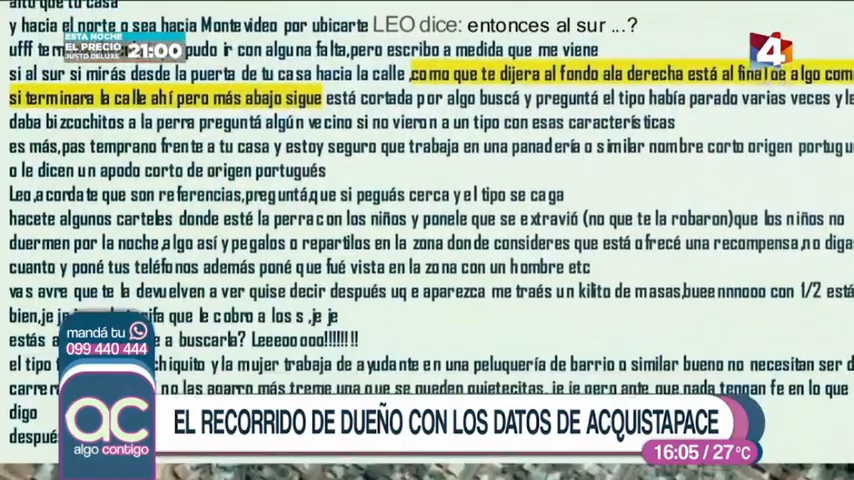 alto que tu casa
y hacia el norte o sea hacia Montevideo por ubicarte LEO dice: entonces al sur ...?
ufff pudo ir con alguna falta,pero escribo a medida que me viene
si al sur si mirás desde la puerta de tu casa hacia la calle ,como que te dijera al fondo ala derecha está al final de algo com
si terminara la calle ahí pero más abajo sigue está cortada por algo buscá y preguntá el tipo había parado varias veces y le
daba bizcochitos a la perra preguntá algún vecino si no vieron a un tipo con esas características
es más,pas temprano frente a tu casa y estoy seguro que trabaja en una panadería o similar nombre corto origen portugu
o le dicen un apodo corto de origen portugués
Leo,acordate que son referencias,preguntá,que si pegués cerca y el tipo se caga
hacete algunos carteles donde esté la perra con los niños y ponele que se extravió (no que te la robaron)que los niños no
duermen por la noche,algo así y pegalos o repartilos en la zona donde consideres que está ofrecé una recompensa,no diga
cuanto y poné tus teléfonos además poné que fué vista en la zona con un hombre etc
vas avre que te la devuelven a ver quise decir después uq e aparezca me traés un kilito de masas,bueennnooo con 1/2 está
bien,je je ifa que le cobro a los s ,je je
estás a e a buscarla? Leeeooooo!!!!!!!!
el tipo chiquito y la mujer trabaja de ayudante en una peluquería de barrio o similar bueno no necesitan ser d
carrer no las agarro más treme una que se queden quietecitas, je je pero ante que nada tengan fe en lo que
digo
despué
ESTA NOCHE
EL PRECIO
JUSTO DELUXE
21:00
4
mandá tu
099 440 444
ac
algo contigo
EL RECORRIDO DE DUEÑO CON LOS DATOS DE ACQUISTAPACE
16:05 / 27°C